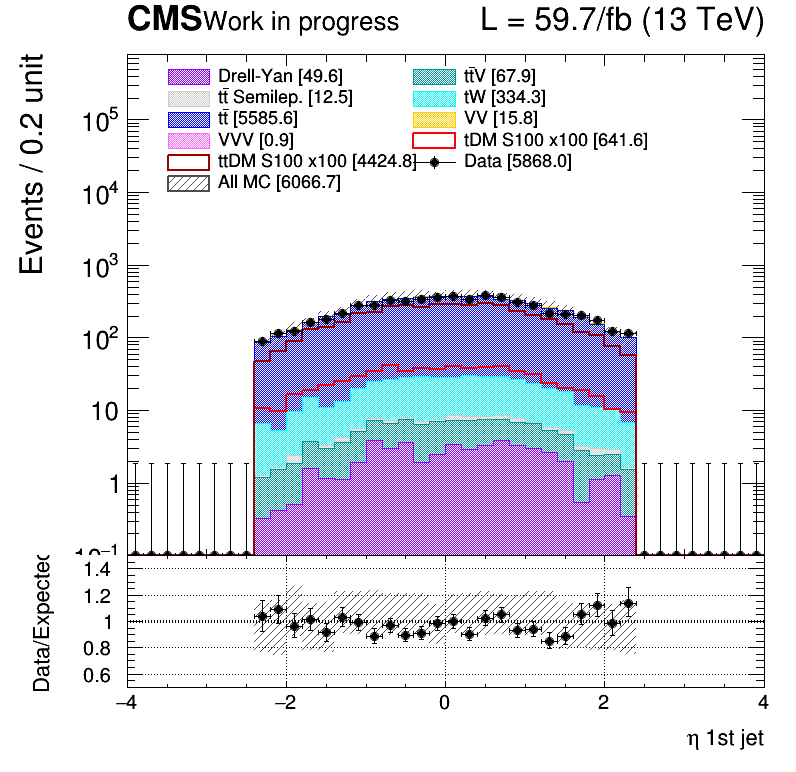 CMS Work in progress L = 59.7/fb (13 TeV)
Events / 0.2 unit
Drell-Yan [49.6] tt̄V [67.9]
tt̄ Semilep. [12.5] tW [334.3]
tt̄ [5585.6] VV [15.8]
VVV [0.9] tDM S100 x100 [641.6]
ttDM S100 x100 [4424.8] Data [5868.0]
All MC [6066.7]
10⁵
10⁴
10³
10²
10
1
Data/Expected
1.4
1.2
1
0.8
0.6
−4 −2 0 2 4
η 1st jet